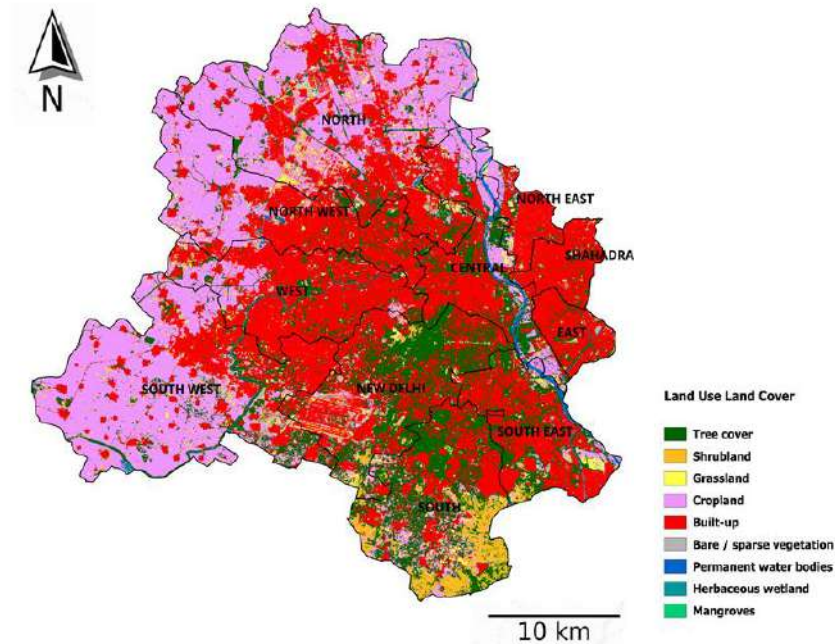 N
NORTH
NORTH WEST
NORTH EAST
SHAHADRA
CENTRAL
WEST
EAST
SOUTH WEST
NEW DELHI
SOUTH EAST
SOUTH
Land Use Land Cover
Tree cover
Shrubland
Grassland
Cropland
Built-up
Bare / sparse vegetation
Permanent water bodies
Herbaceous wetland
Mangroves
10 km